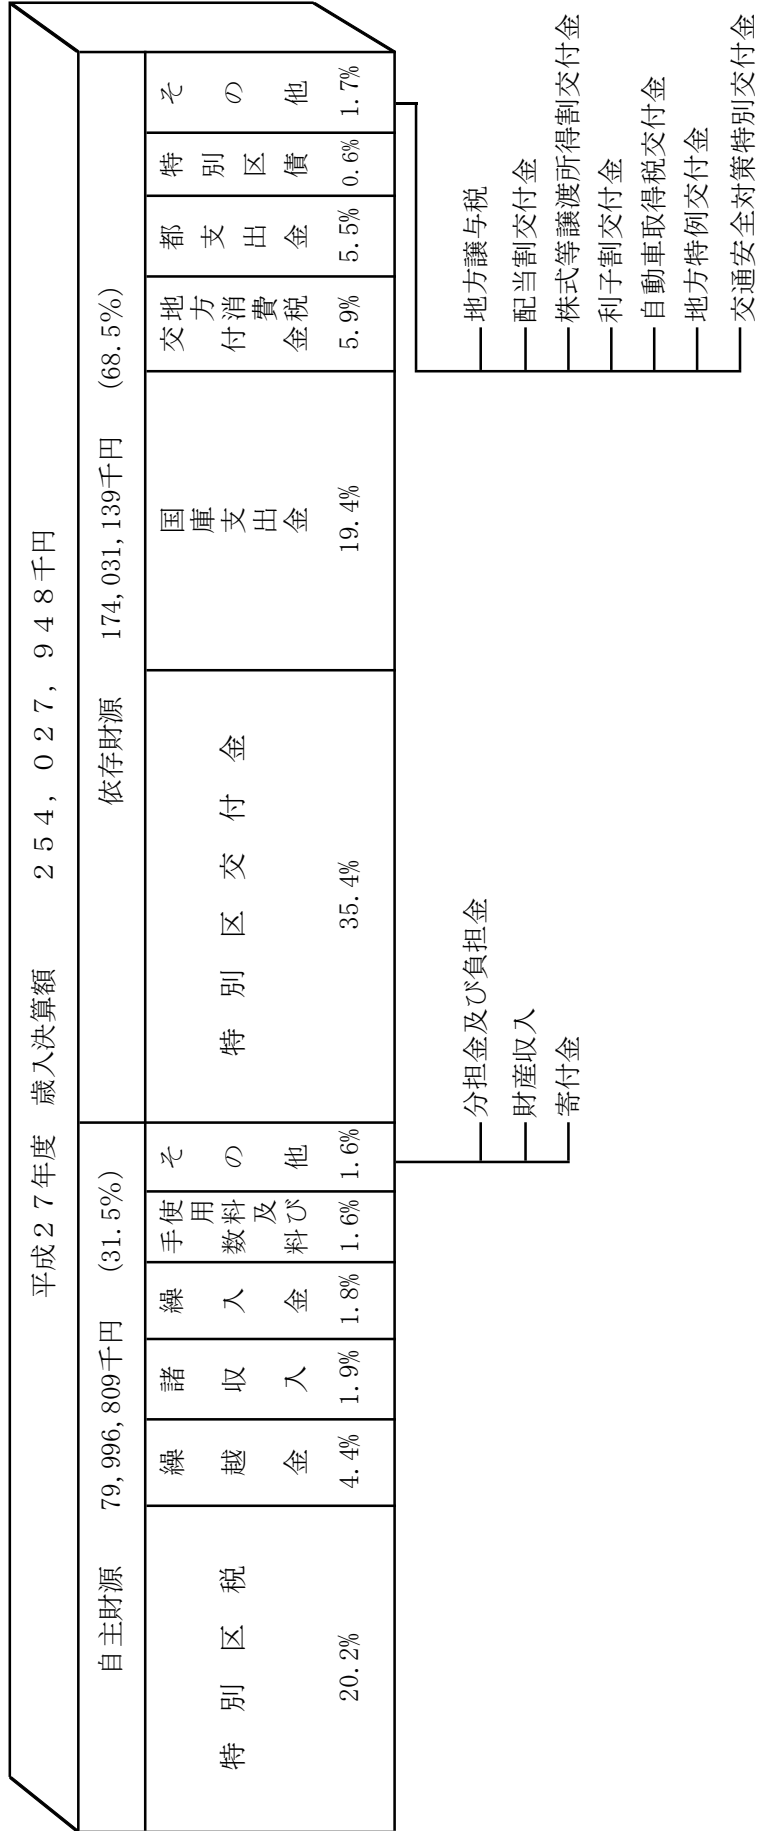 平成２７年度　歳入決算額　２５４，０２７，９４８千円
自主財源　79,996,809千円　(31.5%)
依存財源　174,031,139千円　(68.5%)
特別区税
20.2%
繰越金
4.4%
諸収入
1.9%
繰入金
1.8%
使用料及び
手数料
1.6%
その他
1.6%
特別区交付金
35.4%
国庫支出金
19.4%
地方消費税
交付金
5.9%
都支出金
5.5%
特別区債
0.6%
その他
1.7%
分担金及び負担金
財産収入
寄付金
地方譲与税
配当割交付金
株式等譲渡所得割交付金
利子割交付金
自動車取得税交付金
地方特例交付金
交通安全対策特別交付金